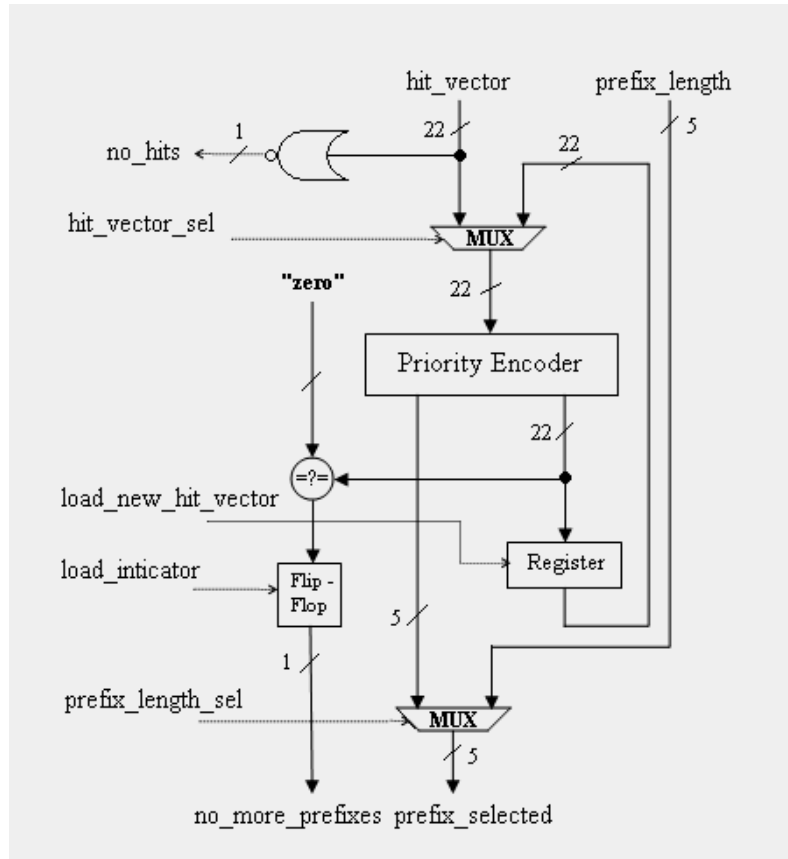 hit_vector prefix_length
1
22
5
22
no_hits
hit_vector_sel
MUX
"zero"
22
Priority Encoder
22
=?=
load_new_hit_vector
load_inticator
Flip -
Flop
Register
5
1
prefix_length_sel
MUX
5
no_more_prefixes prefix_selected